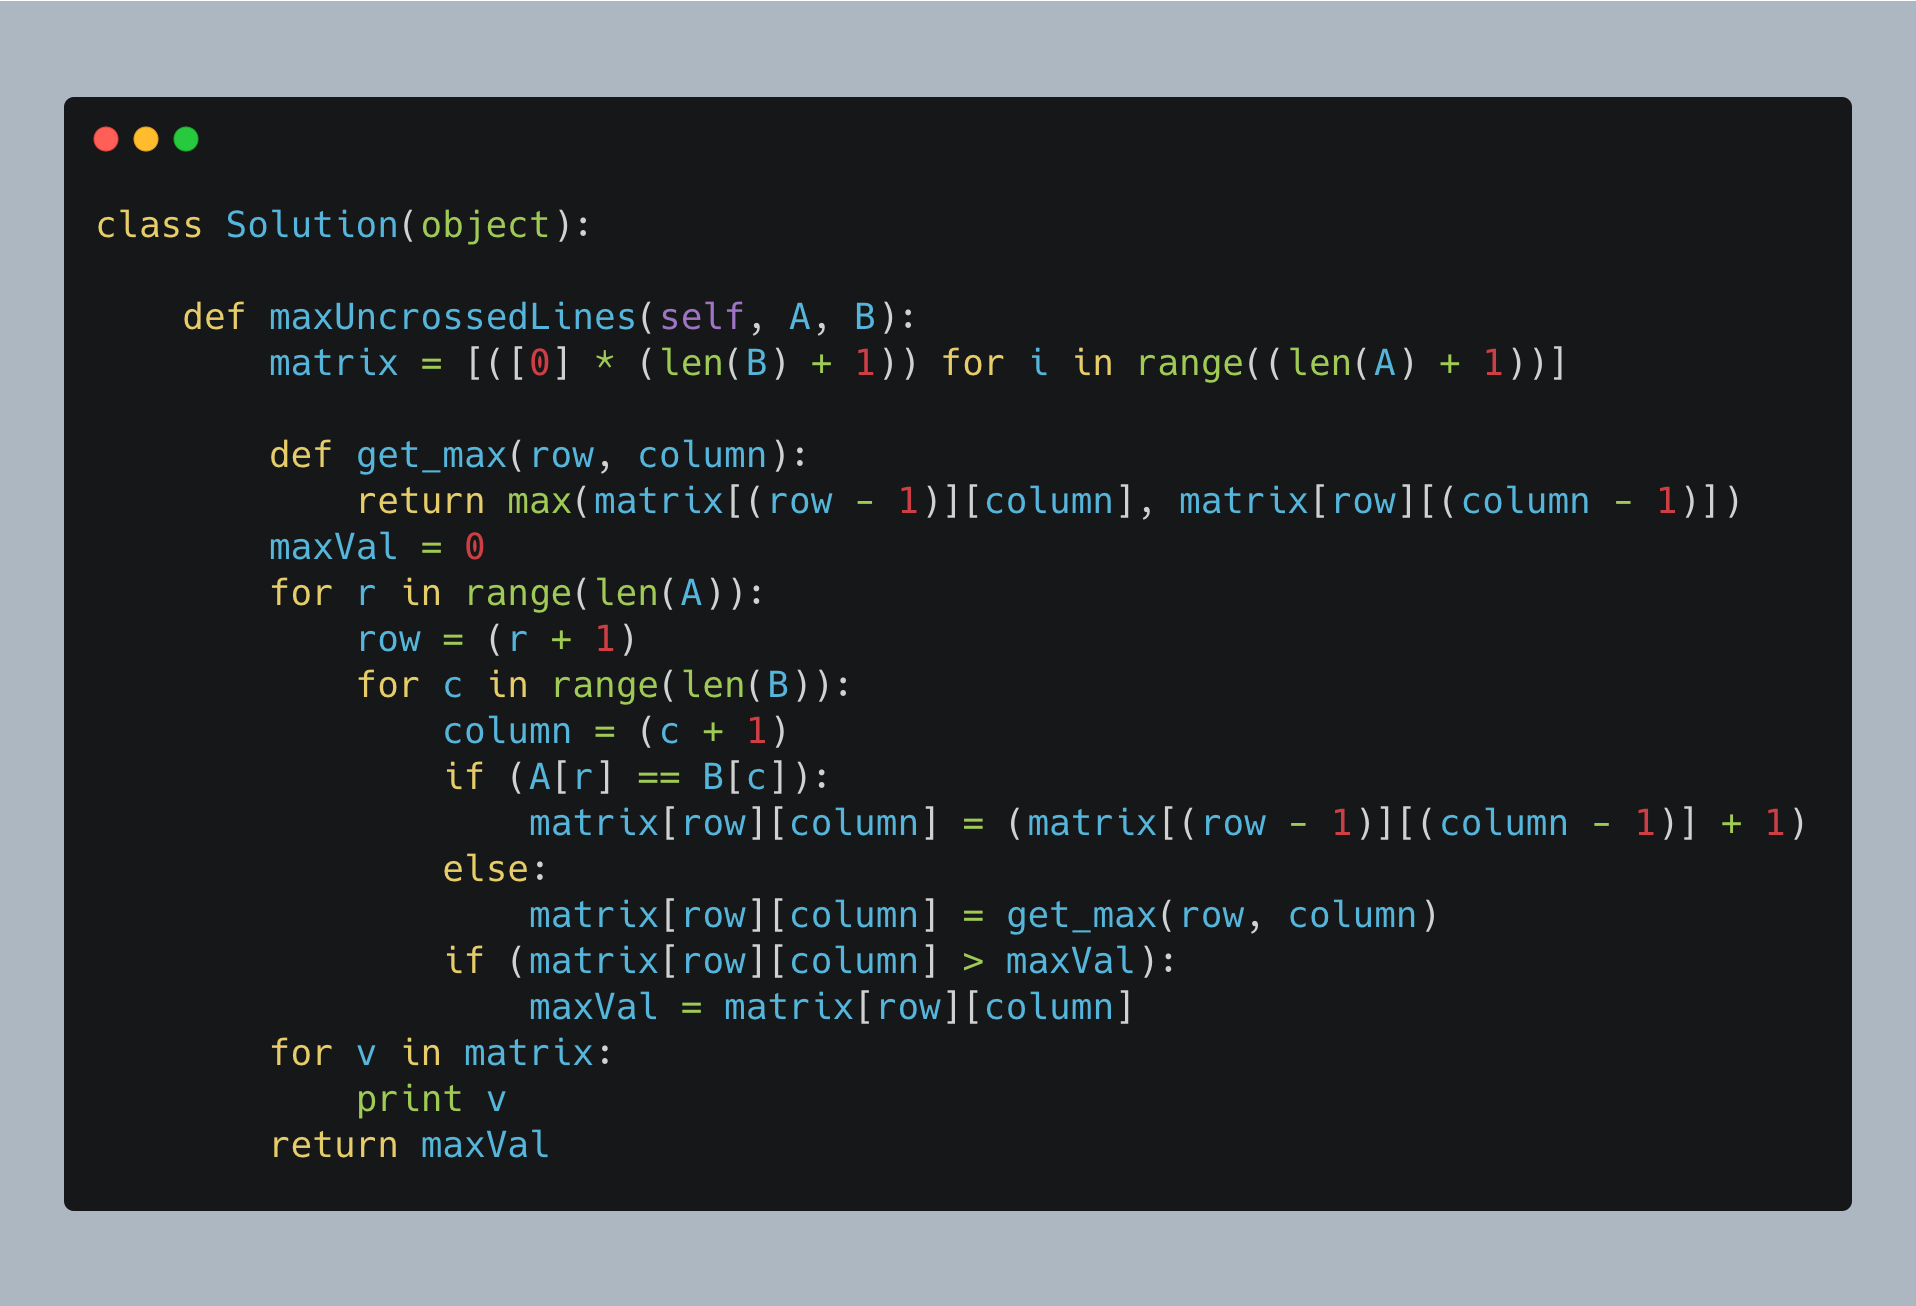 class Solution(object):

    def maxUncrossedLines(self, A, B):
        matrix = [([0] * (len(B) + 1)) for i in range((len(A) + 1))]

        def get_max(row, column):
            return max(matrix[(row - 1)][column], matrix[row][(column - 1)])
        maxVal = 0
        for r in range(len(A)):
            row = (r + 1)
            for c in range(len(B)):
                column = (c + 1)
                if (A[r] == B[c]):
                    matrix[row][column] = (matrix[(row - 1)][(column - 1)] + 1)
                else:
                    matrix[row][column] = get_max(row, column)
                if (matrix[row][column] > maxVal):
                    maxVal = matrix[row][column]
        for v in matrix:
            print v
        return maxVal